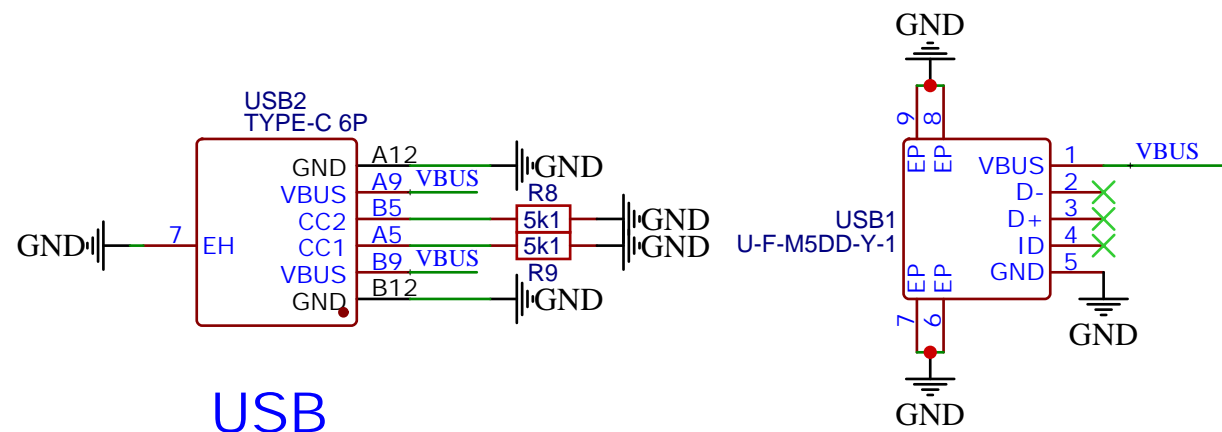 USB2
TYPE-C 6P
GND A12 GND
VBUS A9 VBUS
R8
CC2 B5 5k1 GND
GND 7 EH
CC1 A5 5k1 GND
VBUS B9 VBUS
R9
GND B12 GND
USB
GND
9 8
EP EP
VBUS 1 VBUS
D- 2
D+ 3
ID 4
GND 5
USB1
U-F-M5DD-Y-1
EP EP
7 6
GND
GND